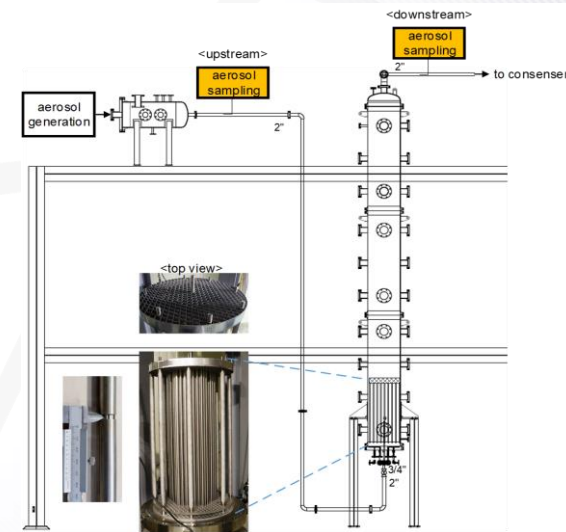 <downstream>
aerosol
sampling
2"
to consenser
<upstream>
aerosol
sampling
aerosol
generation
2"
<top view>
3/4"
2"